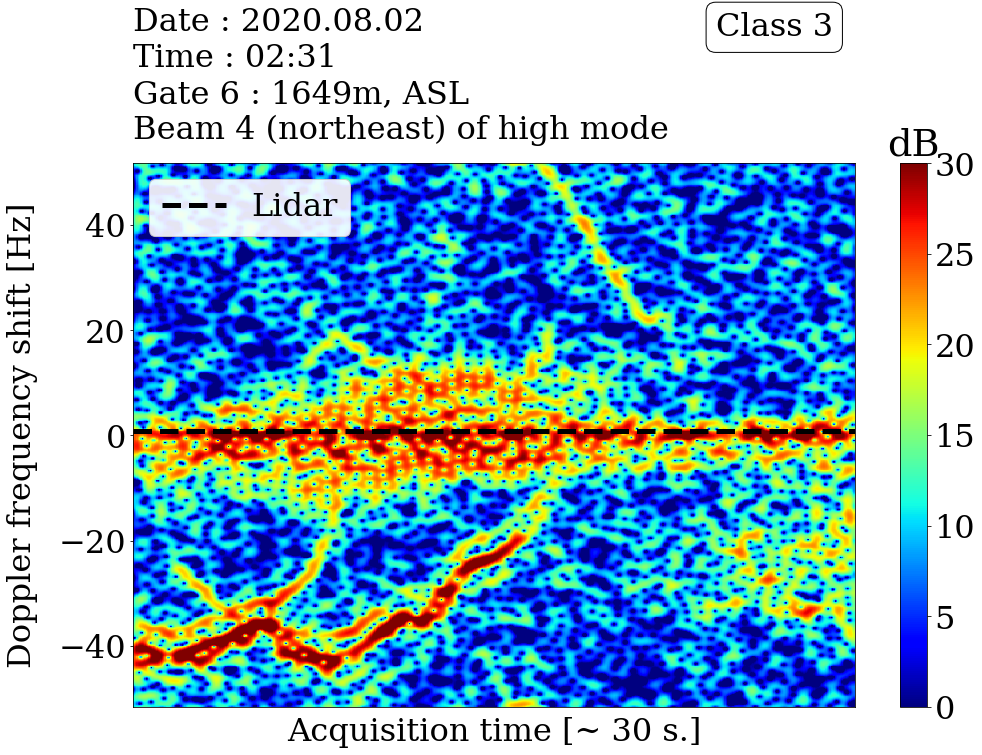 Date : 2020.08.02
Time : 02:31
Gate 6 : 1649m, ASL
Beam 4 (northeast) of high mode
Class 3
dB
Lidar
Doppler frequency shift [Hz]
40
20
0
−20
−40
30
25
20
15
10
5
0
Acquisition time [~ 30 s.]